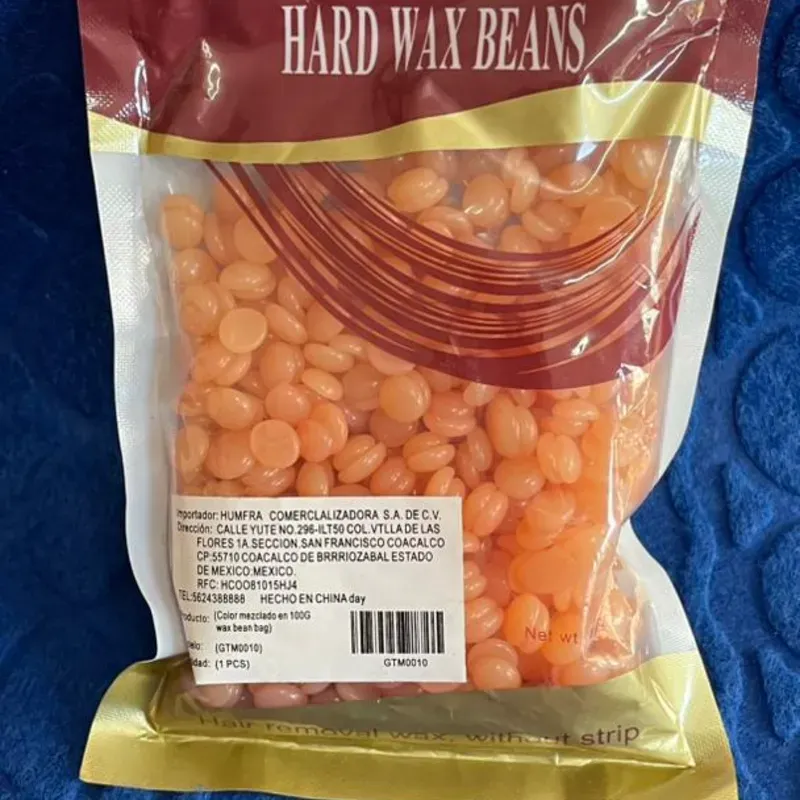 HARD WAX BEANS
Importador: HUMFRA COMERCLALIZADORA S.A. DE C.V.
Dirección: CALLE YUTE NO.296-ILT50 COL.VTLLA DE LAS
FLORES 1A.SECCION.SAN FRANCISCO COACALCO
CP:55710 COACALCO DE BRRRIOZABAL ESTADO
DE MEXICO:MEXICO.
RFC: HCOO81015HJ4
TEL:5624388888 HECHO EN CHINA day
(Color mezclado en 100G
wax bean bag)
(GTM0010)
(1 PCS)
GTM0010
Net wt
Hair removal wax, without strip